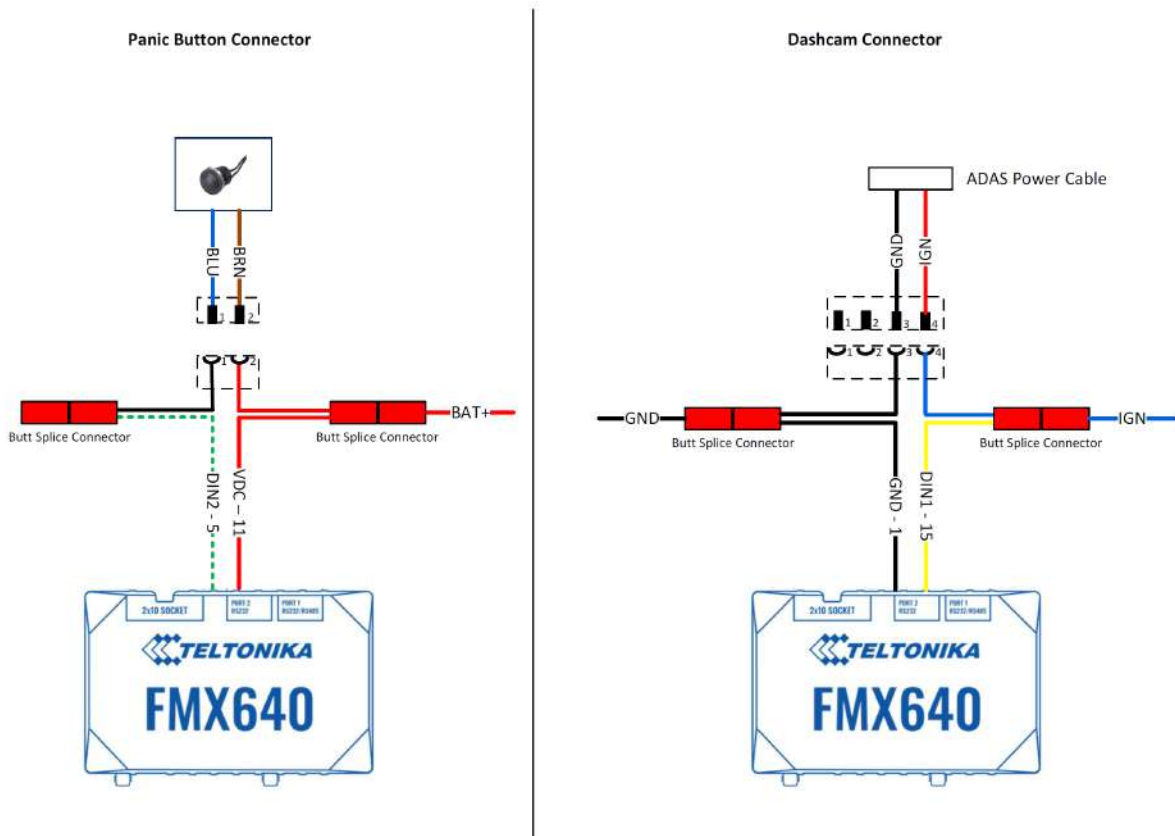 Panic Button Connector
BLU
BRN
1
2
1
2
Butt Splice Connector
Butt Splice Connector
BAT+
DIN2 - 5
VDC – 11
2x10 SOCKET
PORT 2
RS232
PORT 1
RS232/RS485
TELTONIKA
FMX640
Dashcam Connector
ADAS Power Cable
GND
IGN
1
2
3
4
1
2
3
4
GND
Butt Splice Connector
Butt Splice Connector
IGN
GND - 1
DIN1 - 15
2x10 SOCKET
PORT 2
RS232
PORT 1
RS232/RS485
TELTONIKA
FMX640